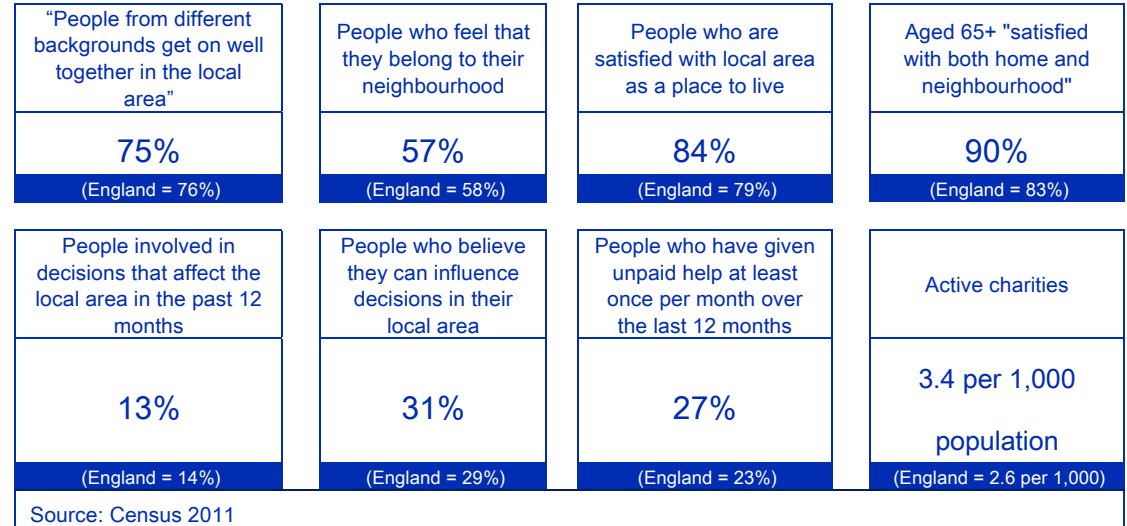 “People from different
backgrounds get on well
together in the local
area”
75%
(England = 76%)
People who feel that
they belong to their
neighbourhood
57%
(England = 58%)
People who are
satisfied with local area
as a place to live
84%
(England = 79%)
Aged 65+ "satisfied
with both home and
neighbourhood"
90%
(England = 83%)
People involved in
decisions that affect the
local area in the past 12
months
13%
(England = 14%)
People who believe
they can influence
decisions in their
local area
31%
(England = 29%)
People who have given
unpaid help at least
once per month over
the last 12 months
27%
(England = 23%)
Active charities
3.4 per 1,000
population
(England = 2.6 per 1,000)
Source: Census 2011